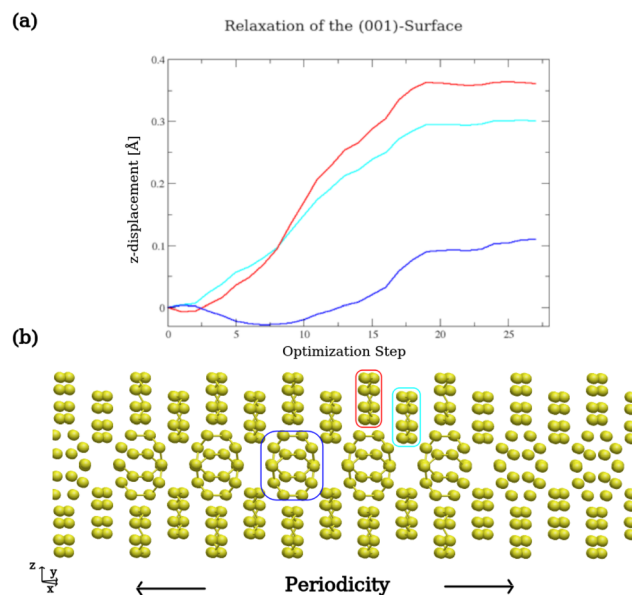 (a)
Relaxation of the (001)-Surface
z-displacement [Å]
0.4
0.3
0.2
0.1
0
0 5 10 15 20 25
Optimization Step
(b)
z
y
x
Periodicity